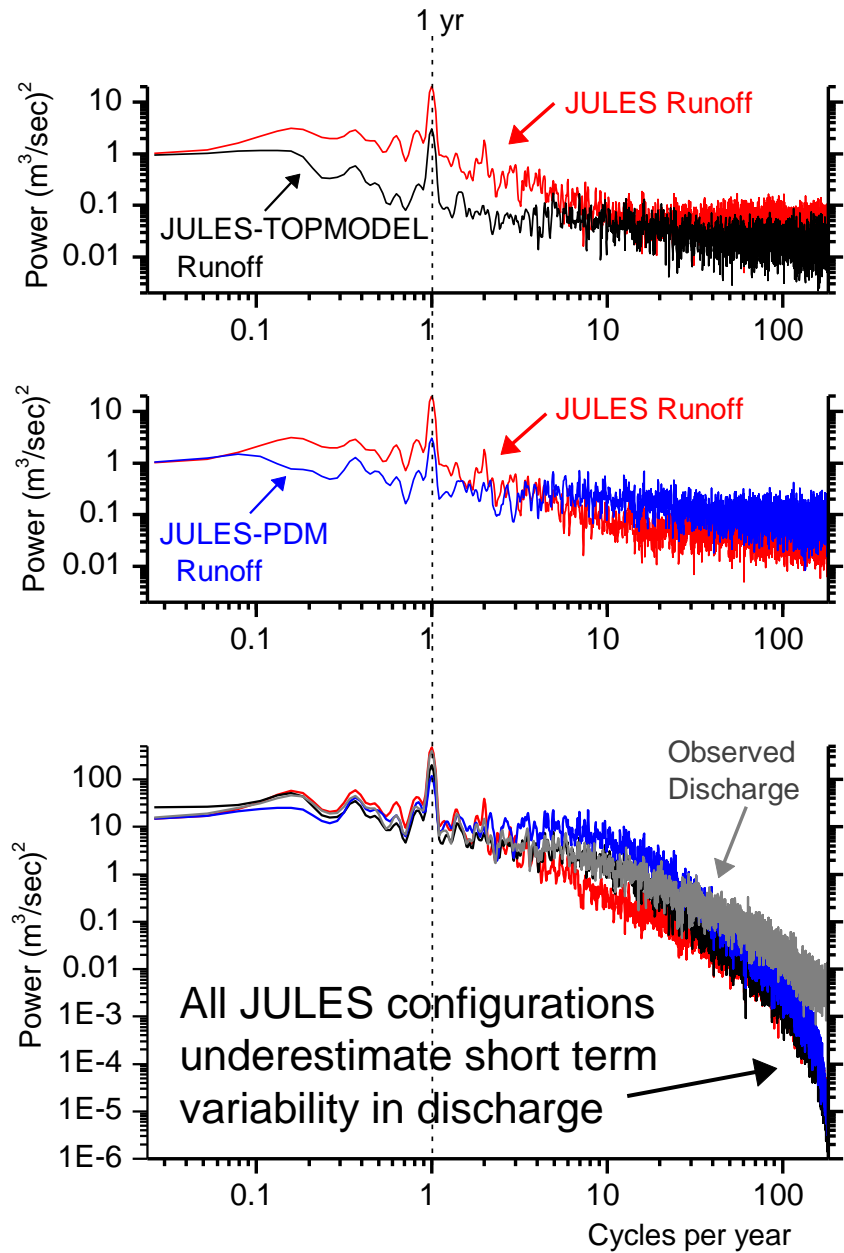 1 yr
10
1
0.1
0.01
Power (m³/sec)²
JULES Runoff
JULES-TOPMODEL
Runoff
0.1
1
10
100
10
1
0.1
0.01
Power (m³/sec)²
JULES Runoff
JULES-PDM
Runoff
0.1
1
10
100
100
10
1
0.1
0.01
1E-3
1E-4
1E-5
1E-6
Power (m³/sec)²
Observed
Discharge
All JULES configurations
underestimate short term
variability in discharge
0.1
1
10
100
Cycles per year